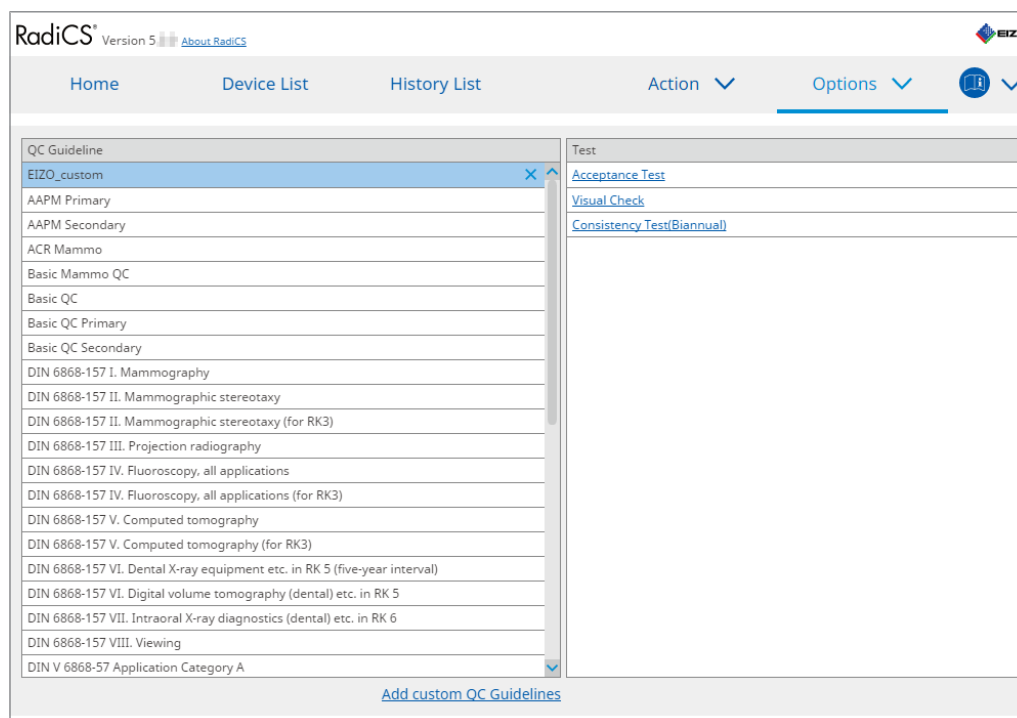 RadiCS® Version 5. About RadiCS EIZ
Home Device List History List Action Options
QC Guideline
EIZO_custom
AAPM Primary
AAPM Secondary
ACR Mammo
Basic Mammo QC
Basic QC
Basic QC Primary
Basic QC Secondary
DIN 6868-157 I. Mammography
DIN 6868-157 II. Mammographic stereotaxy
DIN 6868-157 II. Mammographic stereotaxy (for RK3)
DIN 6868-157 III. Projection radiography
DIN 6868-157 IV. Fluoroscopy, all applications
DIN 6868-157 IV. Fluoroscopy, all applications (for RK3)
DIN 6868-157 V. Computed tomography
DIN 6868-157 V. Computed tomography (for RK3)
DIN 6868-157 VI. Dental X-ray equipment etc. in RK 5 (five-year interval)
DIN 6868-157 VI. Digital volume tomography (dental) etc. in RK 5
DIN 6868-157 VII. Intraoral X-ray diagnostics (dental) etc. in RK 6
DIN 6868-157 VIII. Viewing
DIN V 6868-57 Application Category A
Add custom QC Guidelines
Test
Acceptance Test
Visual Check
Consistency Test(Biannual)